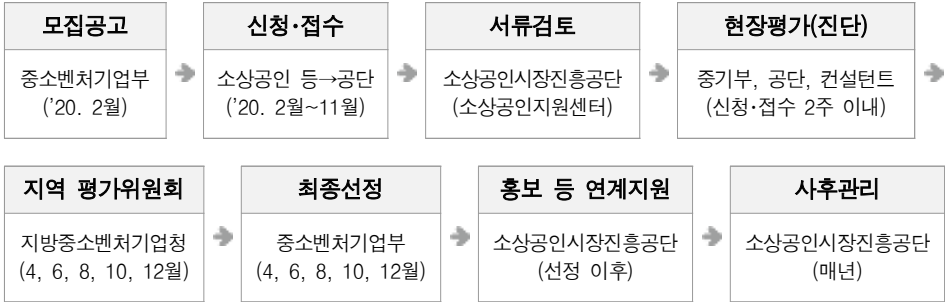 모집공고
중소벤처기업부
('20. 2월)
신청·접수
소상공인 등→공단
('20. 2월~11월)
서류검토
소상공인시장진흥공단
(소상공인지원센터)
현장평가(진단)
중기부, 공단, 컨설턴트
(신청·접수 2주 이내)
지역 평가위원회
지방중소벤처기업청
(4, 6, 8, 10, 12월)
최종선정
중소벤처기업부
(4, 6, 8, 10, 12월)
홍보 등 연계지원
소상공인시장진흥공단
(선정 이후)
사후관리
소상공인시장진흥공단
(매년)